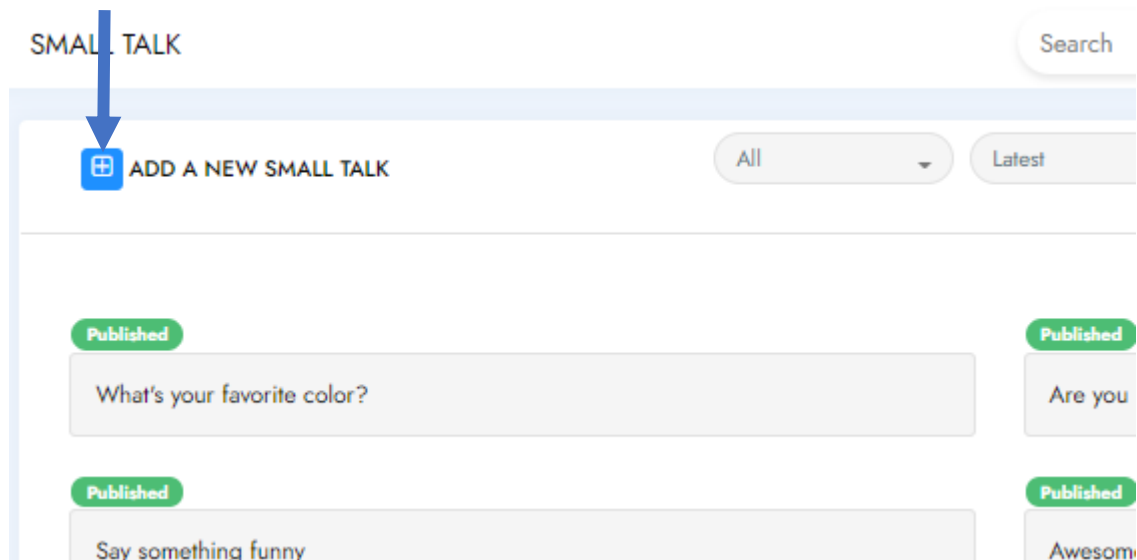 SMALL TALK
Search
ADD A NEW SMALL TALK
All
Latest
Published
Published
What's your favorite color?
Are you
Published
Published
Say something funny
Awesome